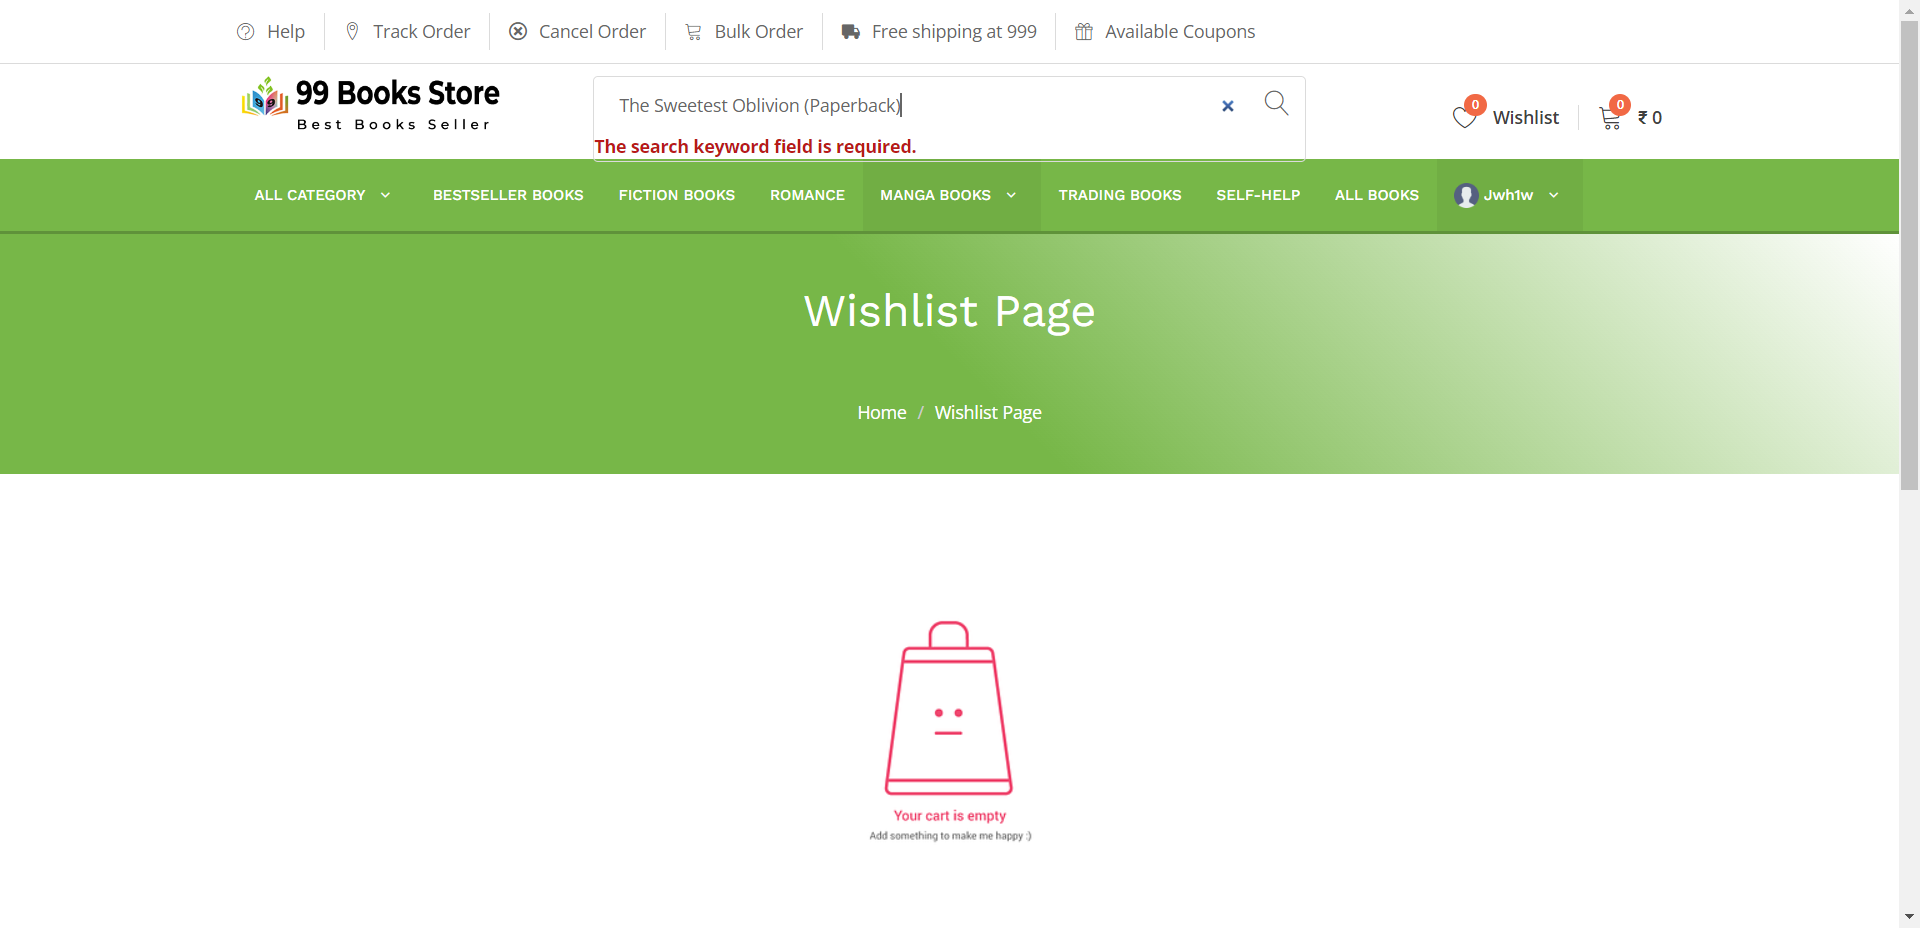 Help
Track Order
Cancel Order
Bulk Order
Free shipping at 999
Available Coupons
99 Books Store
Best Books Seller
The Sweetest Oblivion (Paperback)
The search keyword field is required.
0
Wishlist
0
₹ 0
ALL CATEGORY
BESTSELLER BOOKS
FICTION BOOKS
ROMANCE
MANGA BOOKS
TRADING BOOKS
SELF-HELP
ALL BOOKS
Jwh1w
Wishlist Page
Home / Wishlist Page
Your cart is empty
Add something to make me happy :)